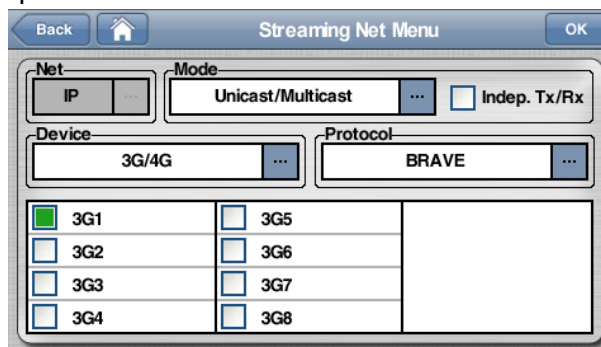 Back Streaming Net Menu OK
Net Mode
IP ... Unicast/Multicast ... Indep. Tx/Rx
Device Protocol
3G/4G ... BRAVE ...
3G1 3G5
3G2 3G6
3G3 3G7
3G4 3G8